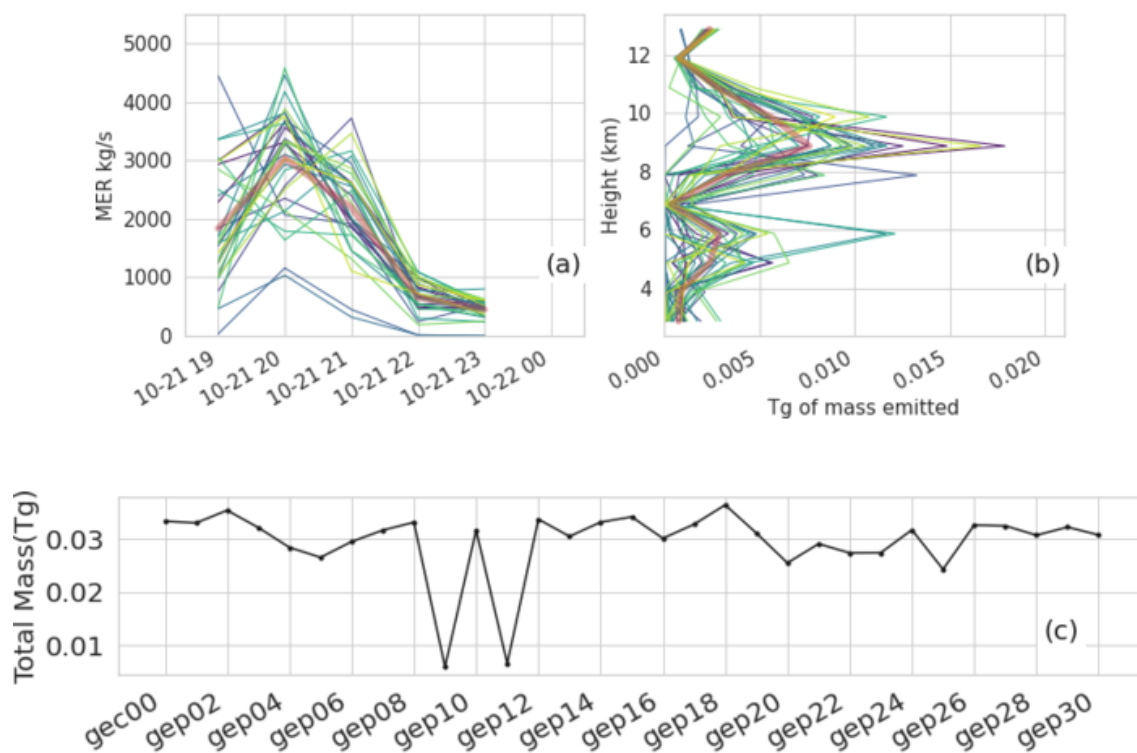 MER kg/s
5000
4000
3000
2000
1000
0
10-21 19
10-21 20
10-21 21
10-21 22
10-21 23
10-22 00
(a)
Height (km)
12
10
8
6
4
0.000
0.005
0.010
0.015
0.020
Tg of mass emitted
(b)
Total Mass(Tg)
0.03
0.02
0.01
gec00
gep02
gep04
gep06
gep08
gep10
gep12
gep14
gep16
gep18
gep20
gep22
gep24
gep26
gep28
gep30
(c)